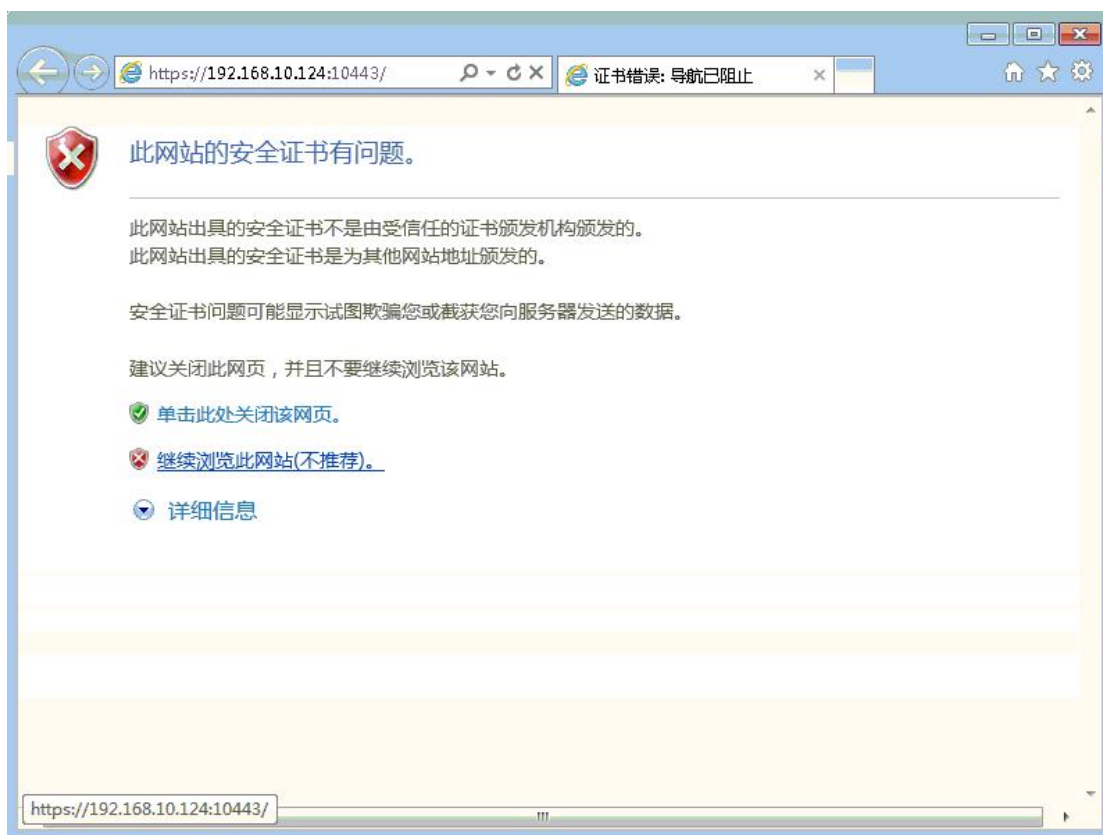 https://192.168.10.124:10443/
证书错误: 导航已阻止
此网站的安全证书有问题。
此网站出具的安全证书不是由受信任的证书颁发机构颁发的。
此网站出具的安全证书是为其他网站地址颁发的。
安全证书问题可能显示试图欺骗您或截获您向服务器发送的数据。
建议关闭此网页，并且不要继续浏览该网站。
单击此处关闭该网页。
继续浏览此网站(不推荐)。
详细信息
https://192.168.10.124:10443/